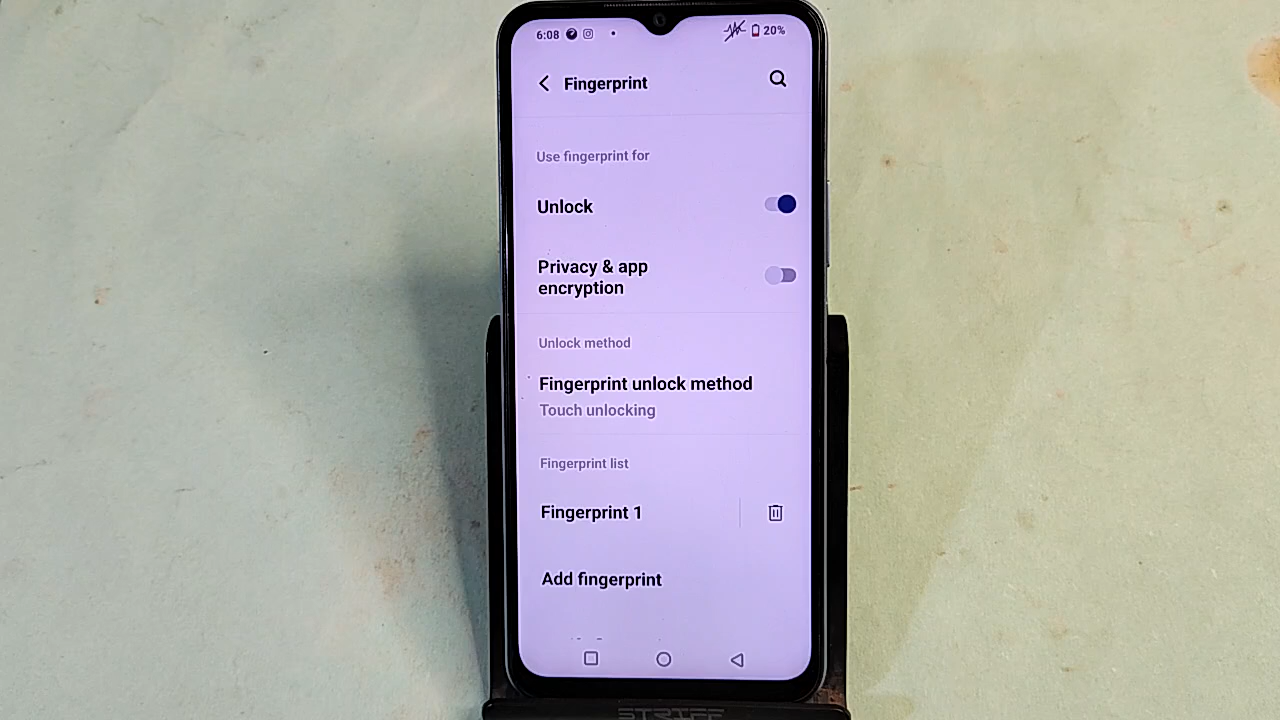 6:08
20%
Fingerprint
Use fingerprint for
Unlock
Privacy & app
encryption
Unlock method
Fingerprint unlock method
Touch unlocking
Fingerprint list
Fingerprint 1
Add fingerprint